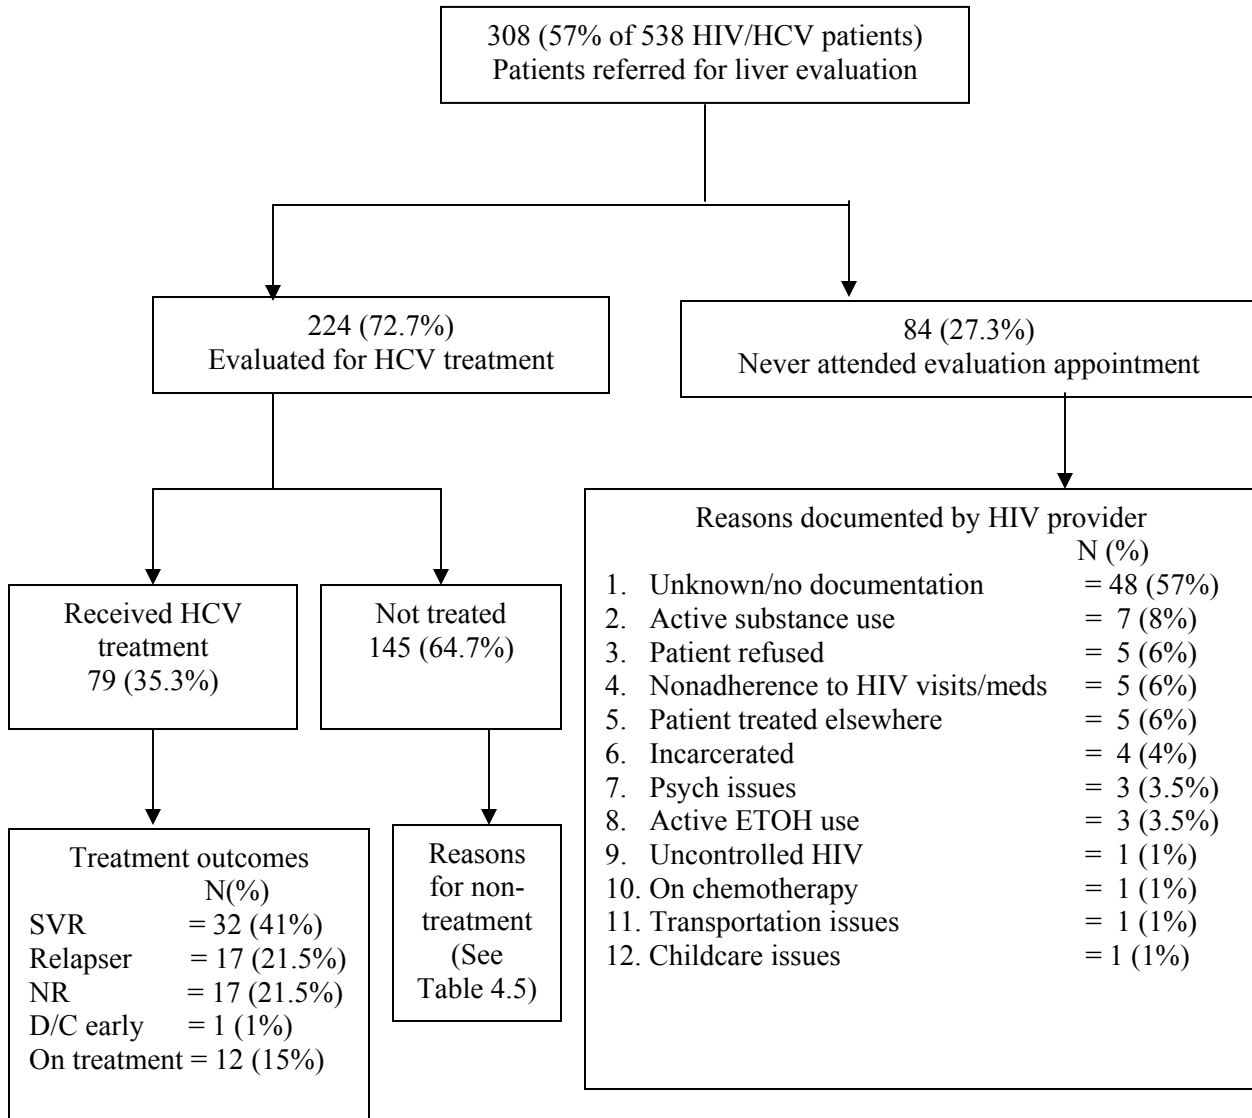 308 (57% of 538 HIV/HCV patients)
Patients referred for liver evaluation
224 (72.7%)
Evaluated for HCV treatment
84 (27.3%)
Never attended evaluation appointment
Received HCV
treatment
79 (35.3%)
Not treated
145 (64.7%)
Reasons documented by HIV provider
N (%)
1. Unknown/no documentation = 48 (57%)
2. Active substance use = 7 (8%)
3. Patient refused = 5 (6%)
4. Nonadherence to HIV visits/meds = 5 (6%)
5. Patient treated elsewhere = 5 (6%)
6. Incarcerated = 4 (4%)
7. Psych issues = 3 (3.5%)
8. Active ETOH use = 3 (3.5%)
9. Uncontrolled HIV = 1 (1%)
10. On chemotherapy = 1 (1%)
11. Transportation issues = 1 (1%)
12. Childcare issues = 1 (1%)
Treatment outcomes
N(%)
SVR = 32 (41%)
Relapser = 17 (21.5%)
NR = 17 (21.5%)
D/C early = 1 (1%)
On treatment = 12 (15%)
Reasons
for non-
treatment
(See
Table 4.5)